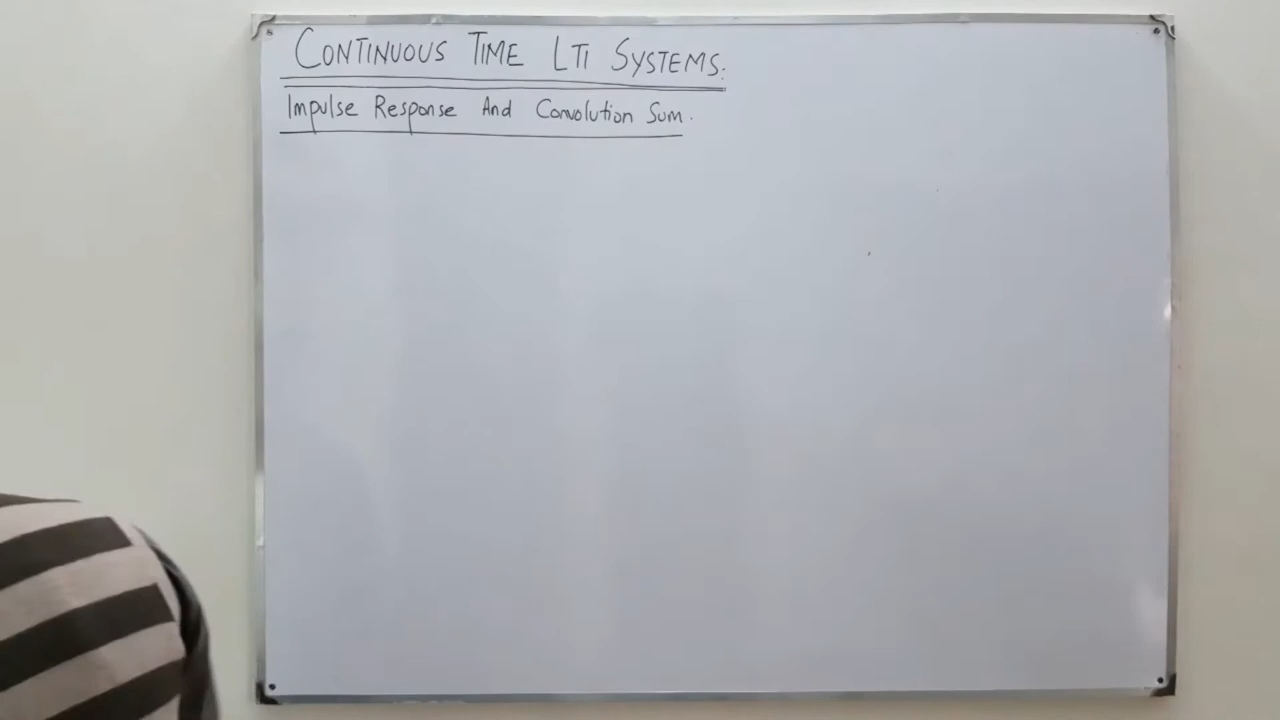 CONTINUOUS TIME LTI SYSTEMS.
Impulse Response And Convolution Sum.